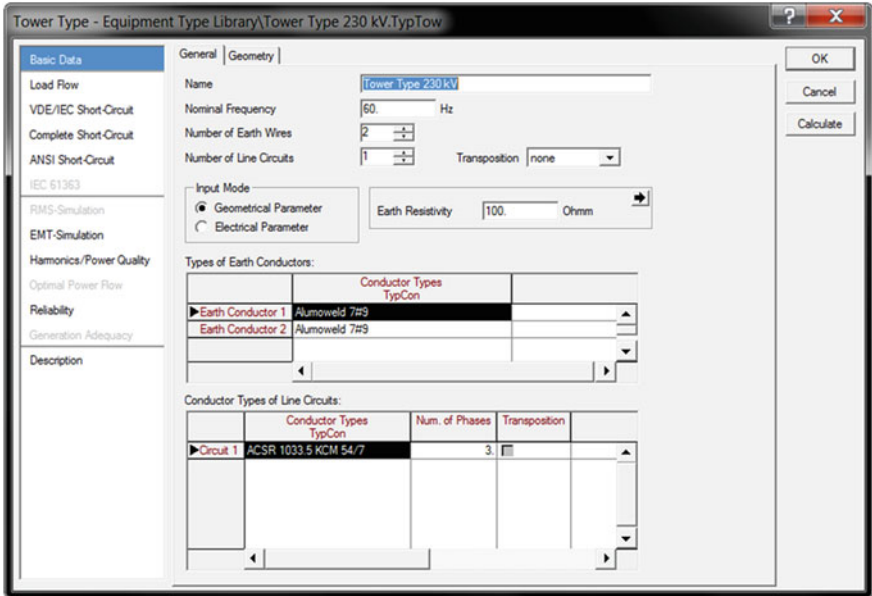 Tower Type - Equipment Type Library\Tower Type 230 kV.TypTow
Basic Data
Load Flow
VDE/IEC Short-Circuit
Complete Short-Circuit
ANSI Short-Circuit
IEC 61363
RMS-Simulation
EMT-Simulation
Harmonics/Power Quality
Optimal Power Flow
Reliability
Generation Adequacy
Description
General Geometry
Name Tower Type 230 kV
Nominal Frequency 60. Hz
Number of Earth Wires 2
Number of Line Circuits 1 Transposition none
Input Mode
Geometrical Parameter
Electrical Parameter
Earth Resistivity 100. Ohmm
Types of Earth Conductors:
Conductor Types
TypCon
Earth Conductor 1 Alumoweld 7#9
Earth Conductor 2 Alumoweld 7#9
Conductor Types of Line Circuits:
Conductor Types Num. of Phases Transposition
TypCon
Circuit 1 ACSR 1033.5 KCM 54/7 3.
OK
Cancel
Calculate